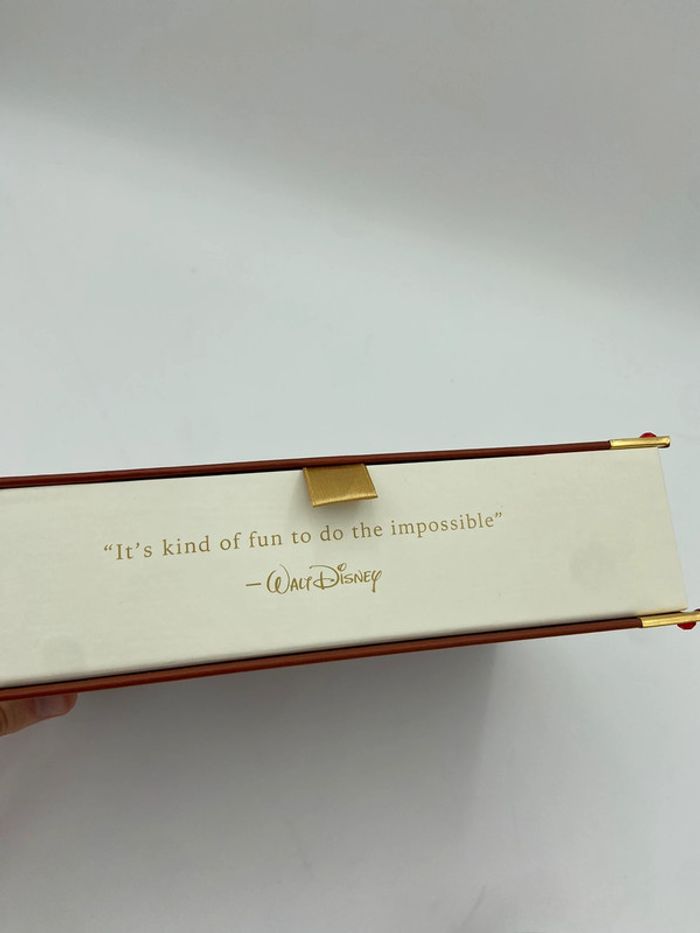 “It’s kind of fun to do the impossible”
– Walt Disney